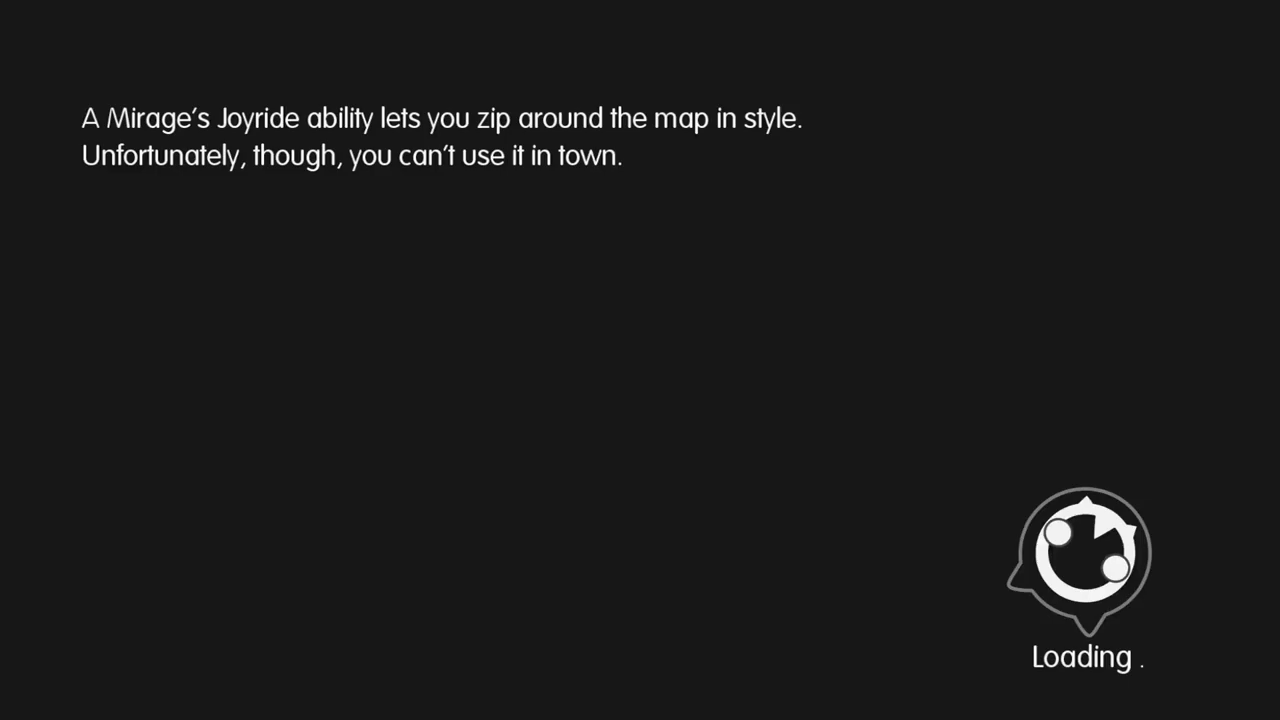 A Mirage's Joyride ability lets you zip around the map in style.
Unfortunately, though, you can't use it in town.
Loading .